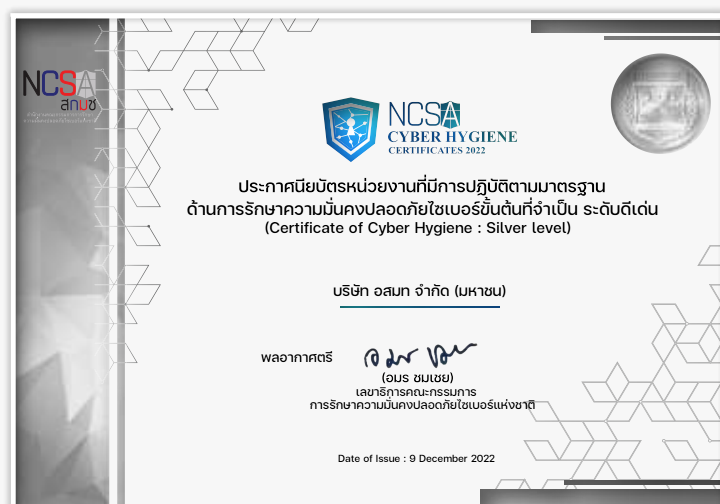 NCSA
สกมช
NCSA
CYBER HYGIENE
CERTIFICATES 2022
ประกาศนียบัตรหน่วยงานที่มีการปฏิบัติตามมาตรฐาน
ด้านการรักษาความมั่นคงปลอดภัยไซเบอร์ขั้นต้นที่จำเป็น ระดับดีเด่น
(Certificate of Cyber Hygiene : Silver level)
บริษัท อสมท จำกัด (มหาชน)
พลอากาศตรี
(อมร ชมเชย)
เลขาธิการคณะกรรมการ
การรักษาความมั่นคงปลอดภัยไซเบอร์แห่งชาติ
Date of Issue : 9 December 2022